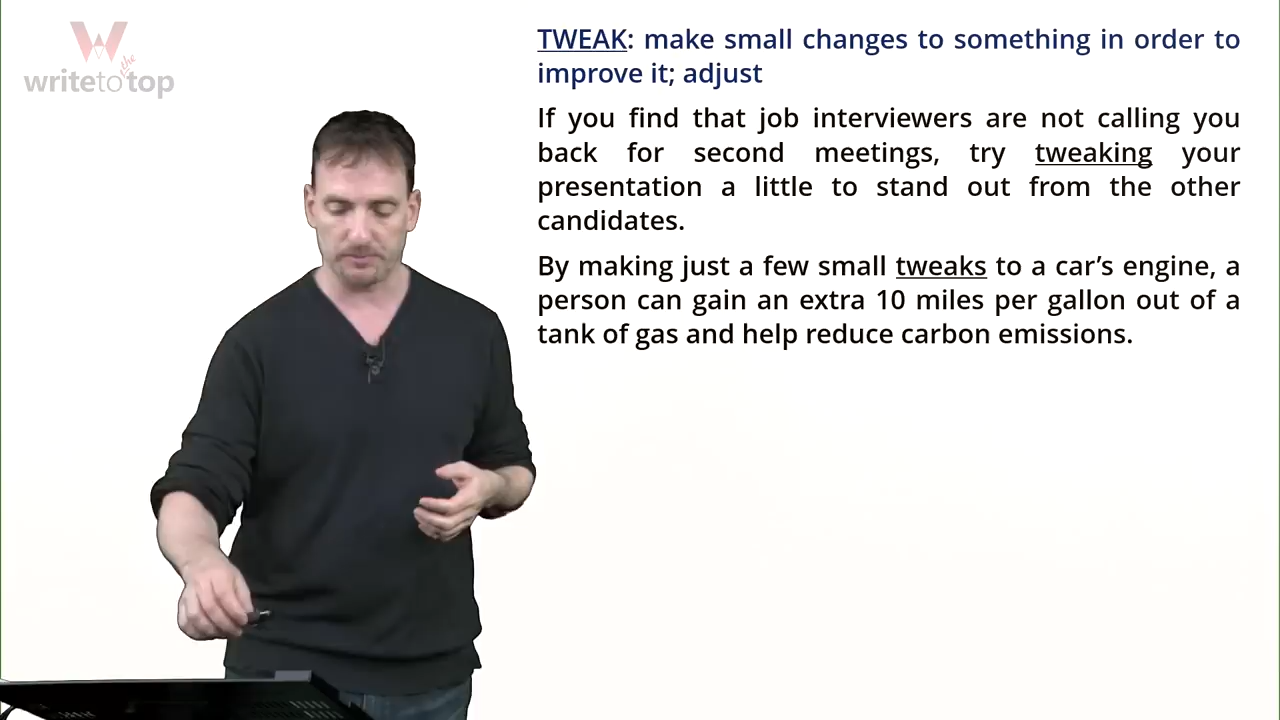 writetothetop
TWEAK: make small changes to something in order to
improve it; adjust
If you find that job interviewers are not calling you
back for second meetings, try tweaking your
presentation a little to stand out from the other
candidates.
By making just a few small tweaks to a car’s engine, a
person can gain an extra 10 miles per gallon out of a
tank of gas and help reduce carbon emissions.